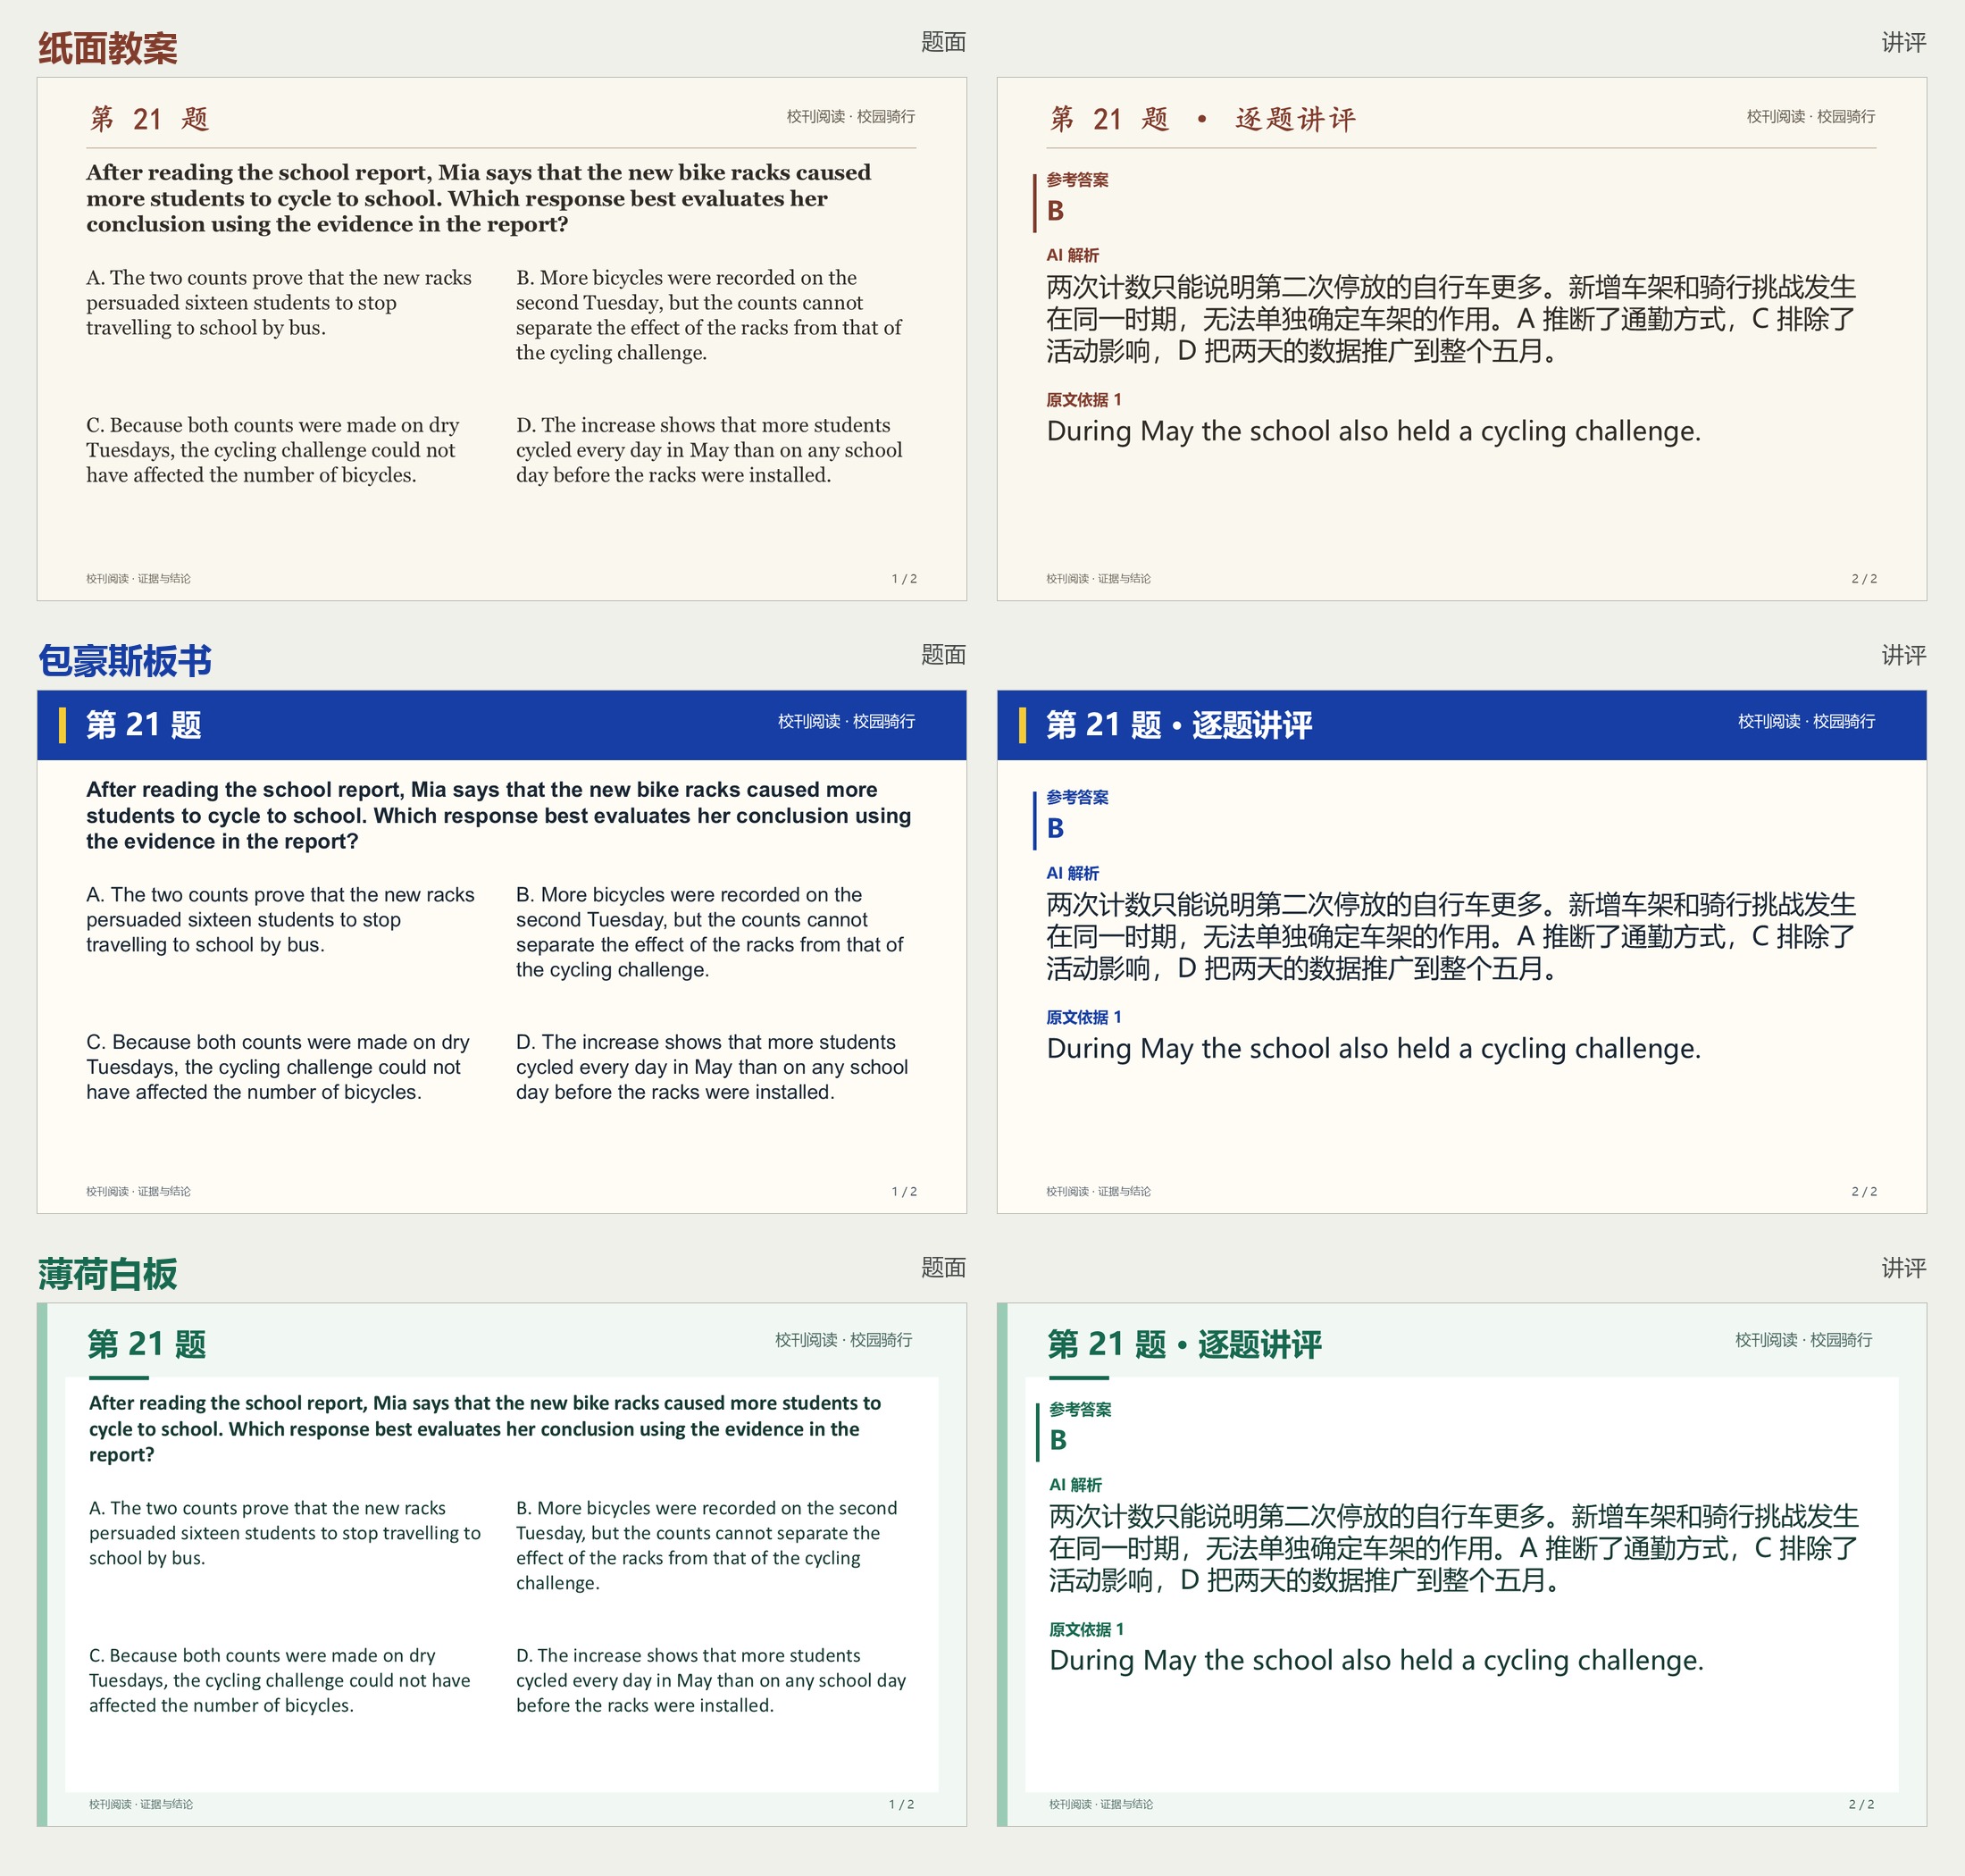 纸面教案
题面
讲评
第 21 题
校刊阅读 · 校园骑行
After reading the school report, Mia says that the new bike racks caused
more students to cycle to school. Which response best evaluates her
conclusion using the evidence in the report?
A. The two counts prove that the new racks
persuaded sixteen students to stop
travelling to school by bus.
B. More bicycles were recorded on the
second Tuesday, but the counts cannot
separate the effect of the racks from that of
the cycling challenge.
C. Because both counts were made on dry
Tuesdays, the cycling challenge could not
have affected the number of bicycles.
D. The increase shows that more students
cycled every day in May than on any school
day before the racks were installed.
校刊阅读 · 证据与结论
1 / 2
第 21 题 · 逐题讲评
校刊阅读 · 校园骑行
参考答案
B
AI 解析
两次计数只能说明第二次停放的自行车更多。新增车架和骑行挑战发生
在同一时期，无法单独确定车架的作用。A 推断了通勤方式，C 排除了
活动影响，D 把两天的数据推广到整个五月。
原文依据 1
During May the school also held a cycling challenge.
校刊阅读 · 证据与结论
2 / 2
包豪斯板书
题面
讲评
第 21 题
校刊阅读 · 校园骑行
After reading the school report, Mia says that the new bike racks caused more
students to cycle to school. Which response best evaluates her conclusion using
the evidence in the report?
A. The two counts prove that the new racks
persuaded sixteen students to stop
travelling to school by bus.
B. More bicycles were recorded on the
second Tuesday, but the counts cannot
separate the effect of the racks from that of
the cycling challenge.
C. Because both counts were made on dry
Tuesdays, the cycling challenge could not
have affected the number of bicycles.
D. The increase shows that more students
cycled every day in May than on any school
day before the racks were installed.
校刊阅读 · 证据与结论
1 / 2
第 21 题 · 逐题讲评
校刊阅读 · 校园骑行
参考答案
B
AI 解析
两次计数只能说明第二次停放的自行车更多。新增车架和骑行挑战发生
在同一时期，无法单独确定车架的作用。A 推断了通勤方式，C 排除了
活动影响，D 把两天的数据推广到整个五月。
原文依据 1
During May the school also held a cycling challenge.
校刊阅读 · 证据与结论
2 / 2
薄荷白板
题面
讲评
第 21 题
校刊阅读 · 校园骑行
After reading the school report, Mia says that the new bike racks caused more students to
cycle to school. Which response best evaluates her conclusion using the evidence in the
report?
A. The two counts prove that the new racks
persuaded sixteen students to stop travelling to
school by bus.
B. More bicycles were recorded on the second
Tuesday, but the counts cannot separate the
effect of the racks from that of the cycling
challenge.
C. Because both counts were made on dry
Tuesdays, the cycling challenge could not have
affected the number of bicycles.
D. The increase shows that more students
cycled every day in May than on any school day
before the racks were installed.
校刊阅读 · 证据与结论
1 / 2
第 21 题 · 逐题讲评
校刊阅读 · 校园骑行
参考答案
B
AI 解析
两次计数只能说明第二次停放的自行车更多。新增车架和骑行挑战发生
在同一时期，无法单独确定车架的作用。A 推断了通勤方式，C 排除了
活动影响，D 把两天的数据推广到整个五月。
原文依据 1
During May the school also held a cycling challenge.
校刊阅读 · 证据与结论
2 / 2